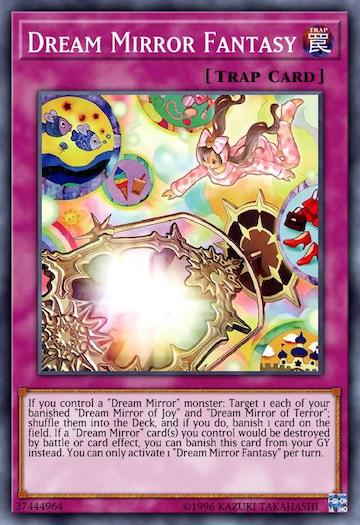 DREAM MIRROR FANTASY
TRAP
罠
[ TRAP CARD ]
If you control a "Dream Mirror" monster: Target 1 each of your
banished "Dream Mirror of Joy" and "Dream Mirror of Terror";
shuffle them into the Deck, and if you do, banish 1 card on the
field. If a "Dream Mirror" card(s) you control would be destroyed
by battle or card effect, you can banish this card from your GY
instead. You can only activate 1 "Dream Mirror Fantasy" per turn.
37444964
©1996 KAZUKI TAKAHASHI